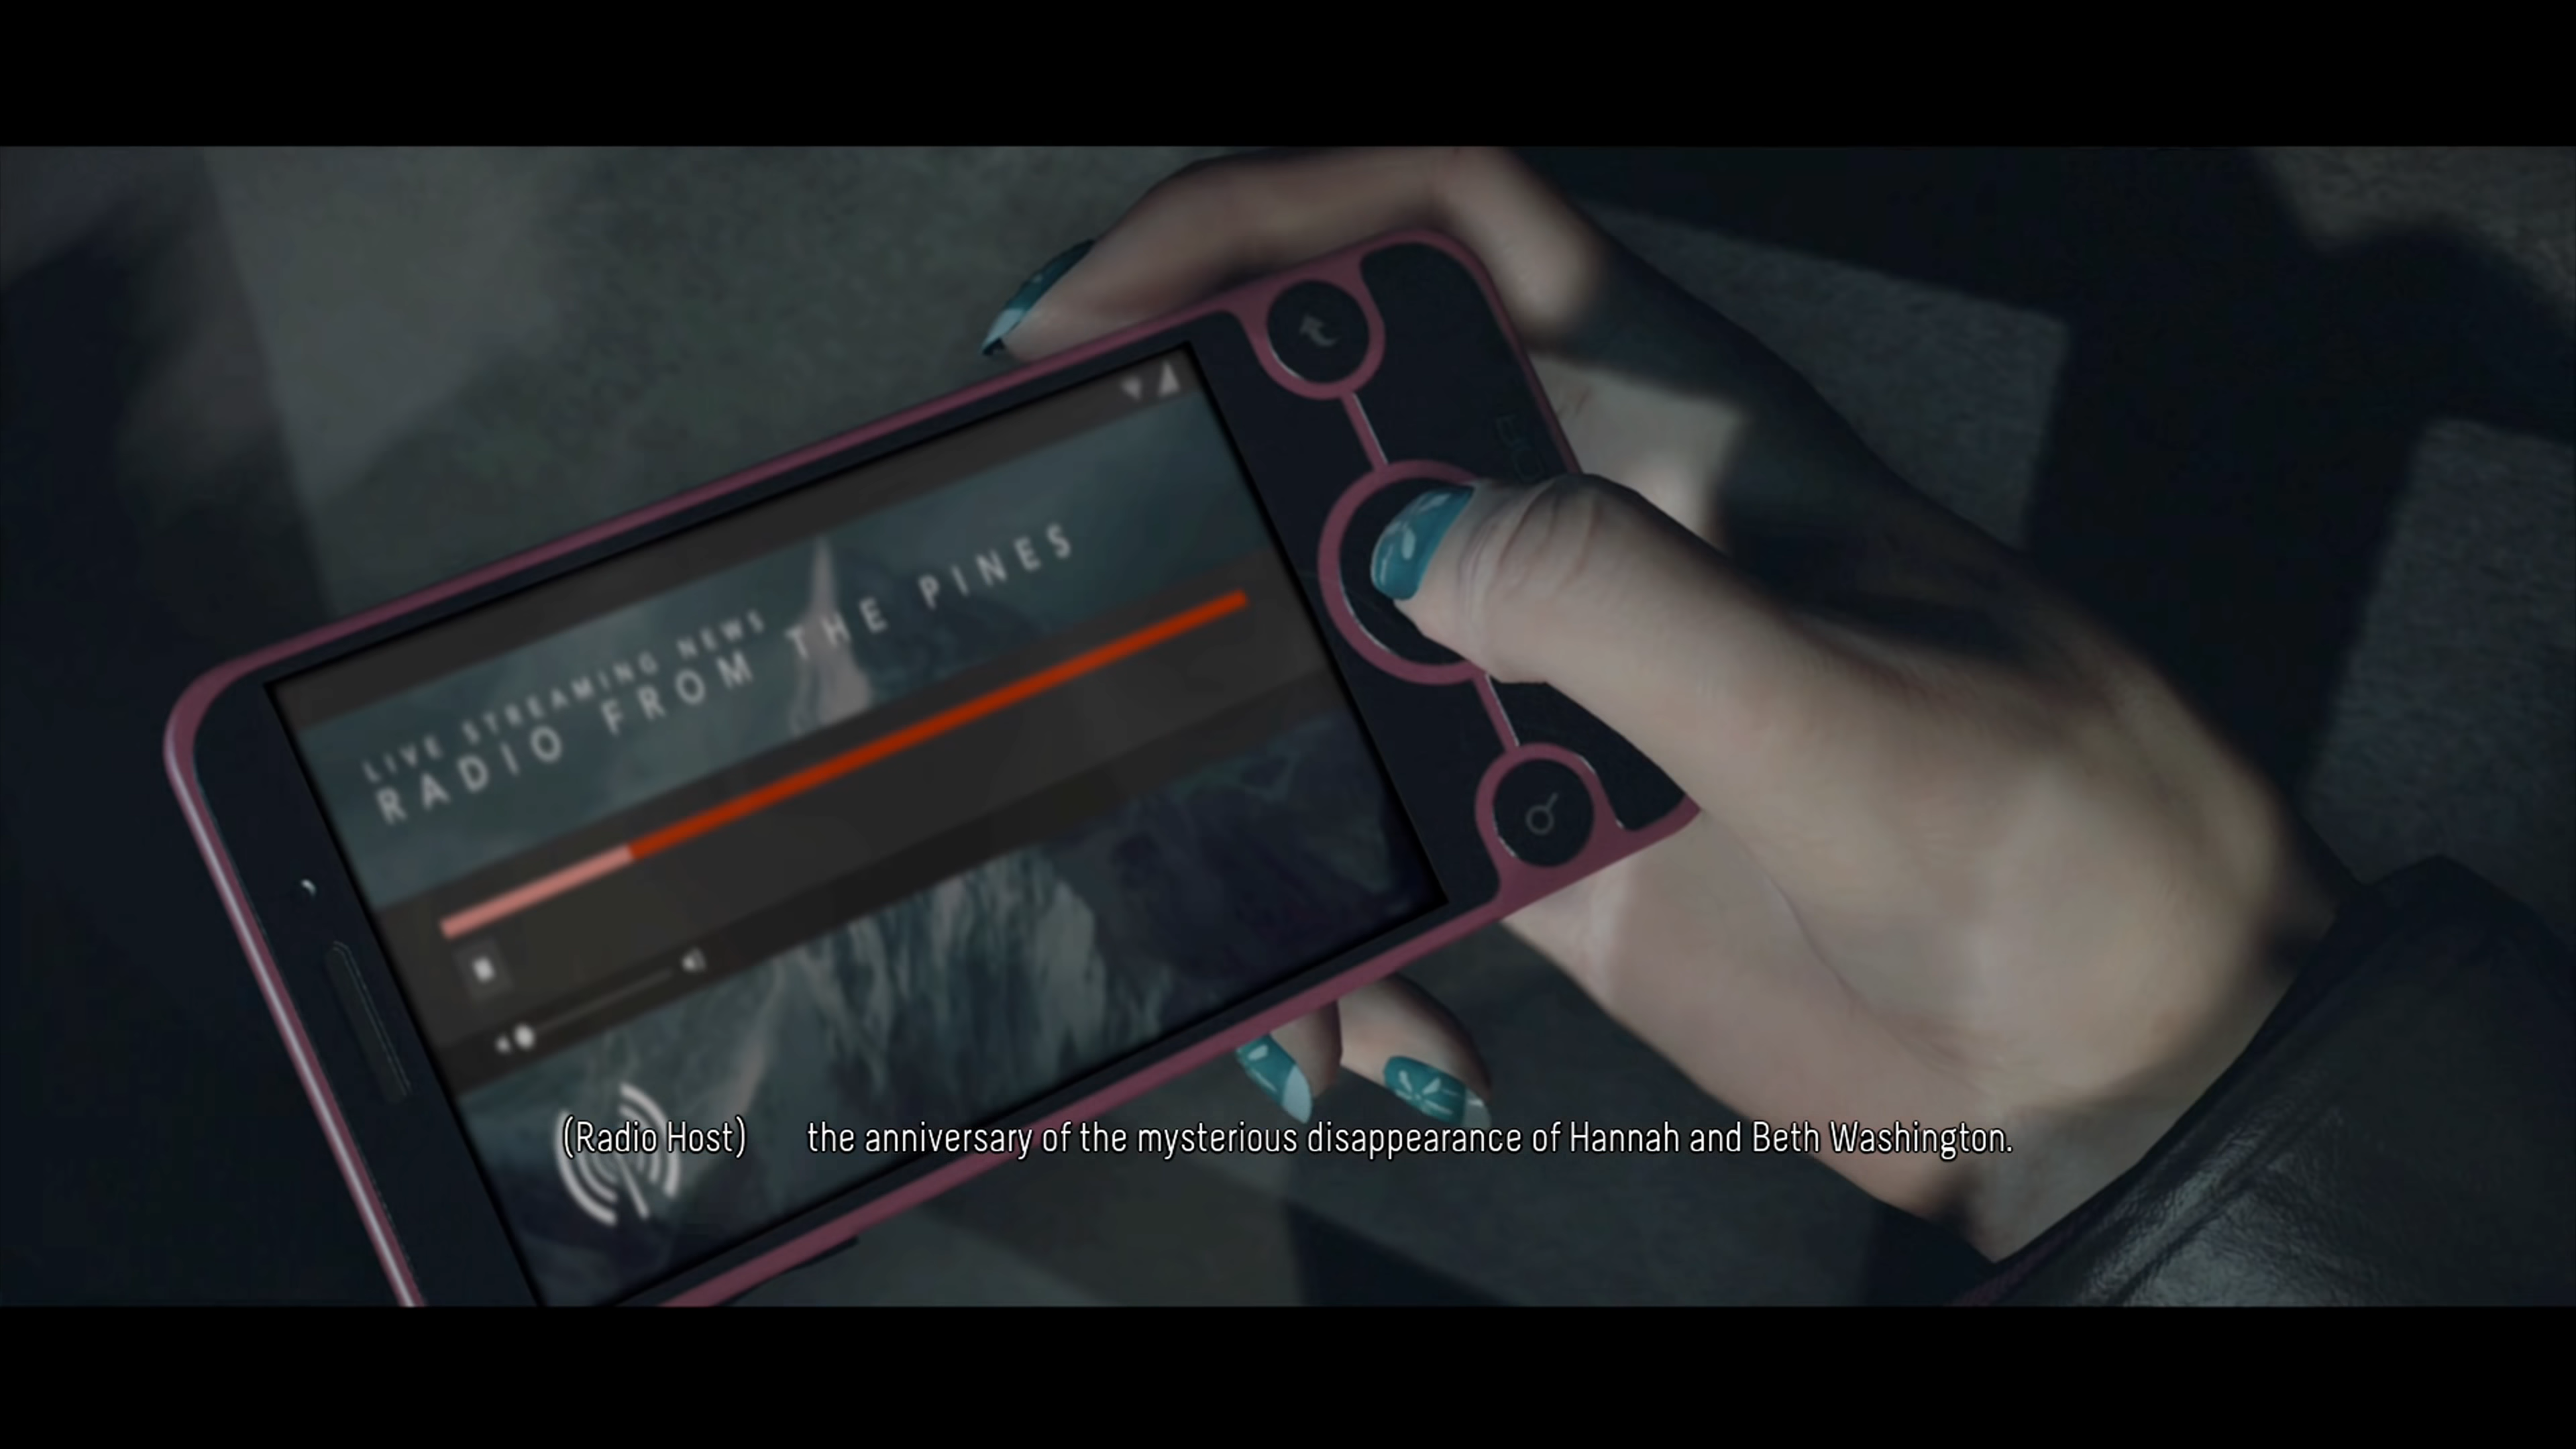 LIVE STREAMING NEWS
RADIO FROM THE PINES
(Radio Host) the anniversary of the mysterious disappearance of Hannah and Beth Washington.